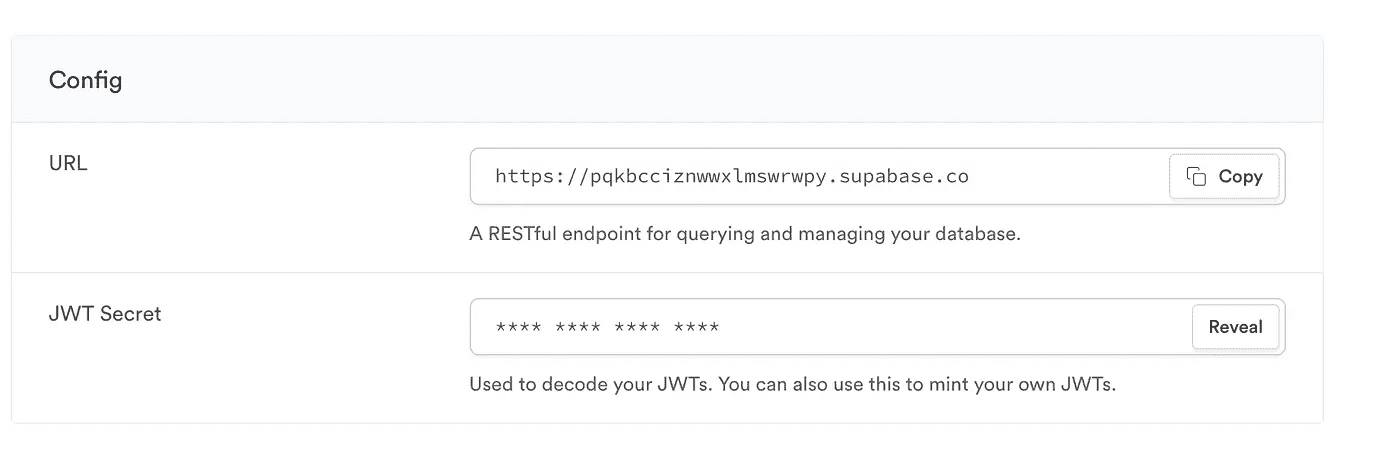 Config
URL
https://pqkbcciznwwxlmswrwpy.supabase.co
Copy
A RESTful endpoint for querying and managing your database.
JWT Secret
**** **** **** ****
Reveal
Used to decode your JWTs. You can also use this to mint your own JWTs.